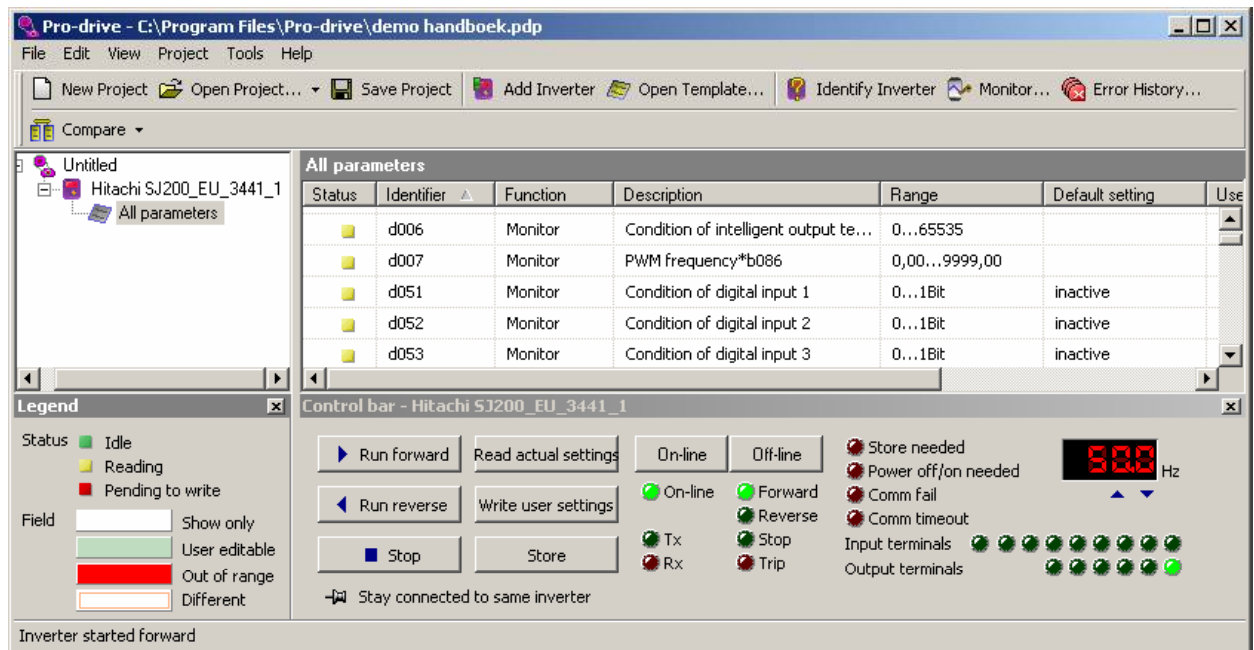 Pro-drive - C:\Program Files\Pro-drive\demo handboek.pdp
File Edit View Project Tools Help
New Project Open Project... Save Project Add Inverter Open Template... Identify Inverter Monitor... Error History...
Compare
Untitled
Hitachi SJ200_EU_3441_1
All parameters
All parameters
Status Identifier Function Description Range Default setting Use
d006 Monitor Condition of intelligent output te... 0...65535
d007 Monitor PWM frequency*b086 0,00...9999,00
d051 Monitor Condition of digital input 1 0...1Bit inactive
d052 Monitor Condition of digital input 2 0...1Bit inactive
d053 Monitor Condition of digital input 3 0...1Bit inactive
Legend
Status Idle
Reading
Pending to write
Field Show only
User editable
Out of range
Different
Control bar - Hitachi SJ200_EU_3441_1
Run forward Read actual settings On-line Off-line
Run reverse Write user settings
Stop Store
On-line Forward
Reverse
Tx Stop
Rx Trip
Store needed
Power off/on needed
Comm fail
Comm timeout
Input terminals
Output terminals
Hz
Stay connected to same inverter
Inverter started forward